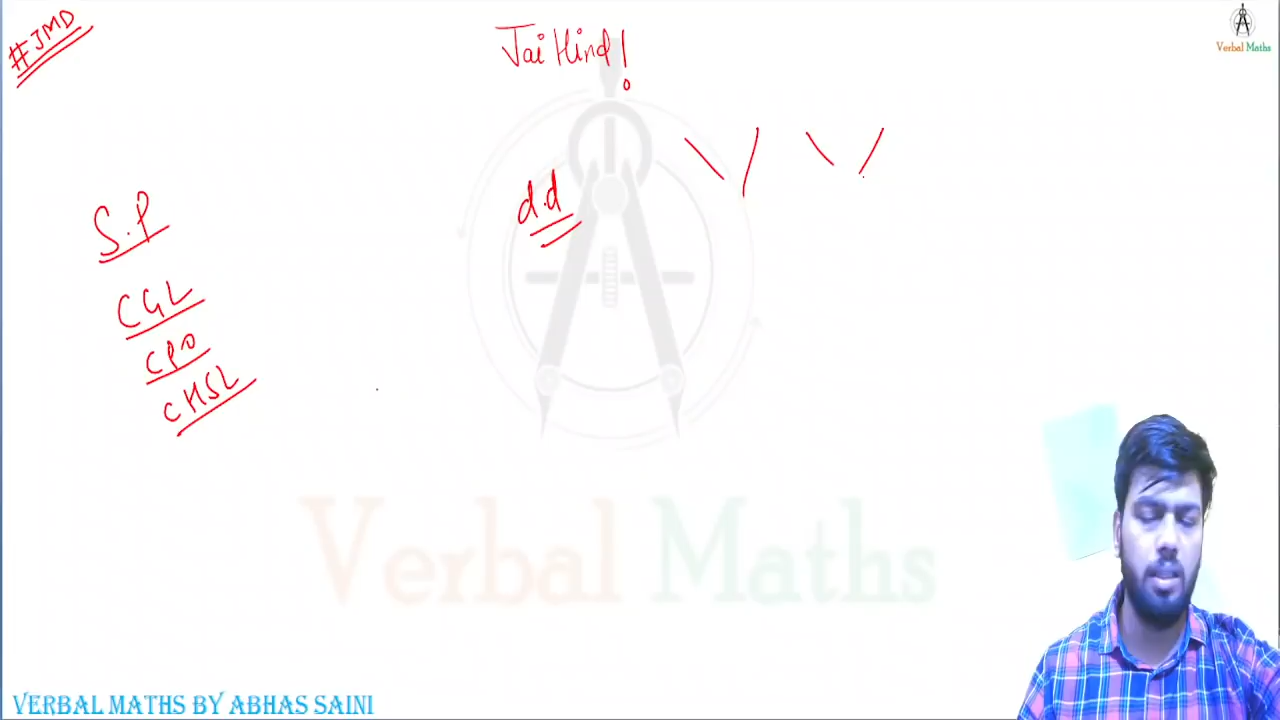 #JMD
Jai Hind!
Verbal Maths
d.d
S.P
CGL
CPO
CHSL
Verbal Maths
VERBAL MATHS BY ABHAS SAINI